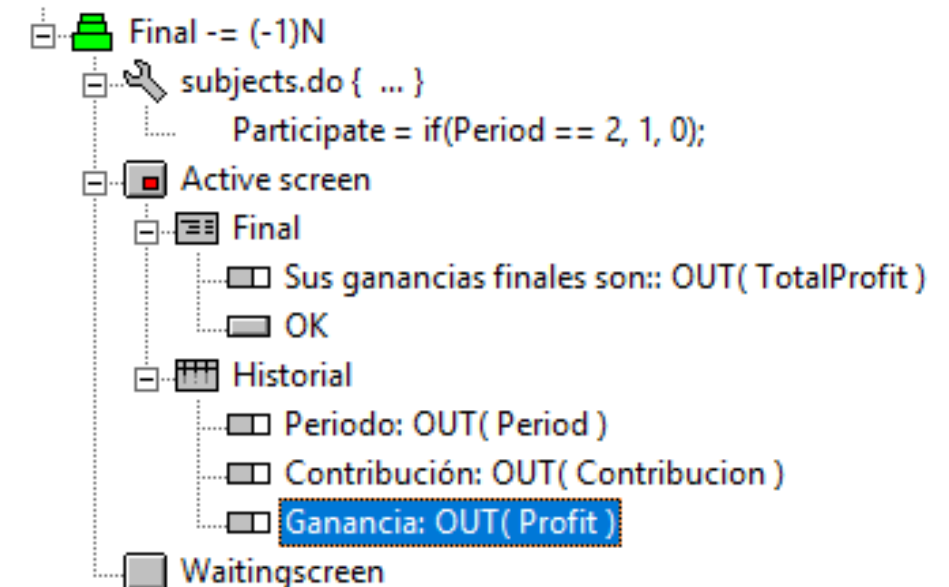 Final -= (-1)N
subjects.do { ... }
Participate = if(Period == 2, 1, 0);
Active screen
Final
Sus ganancias finales son:: OUT( TotalProfit )
OK
Historial
Periodo: OUT( Period )
Contribución: OUT( Contribucion )
Ganancia: OUT( Profit )
Waitingscreen